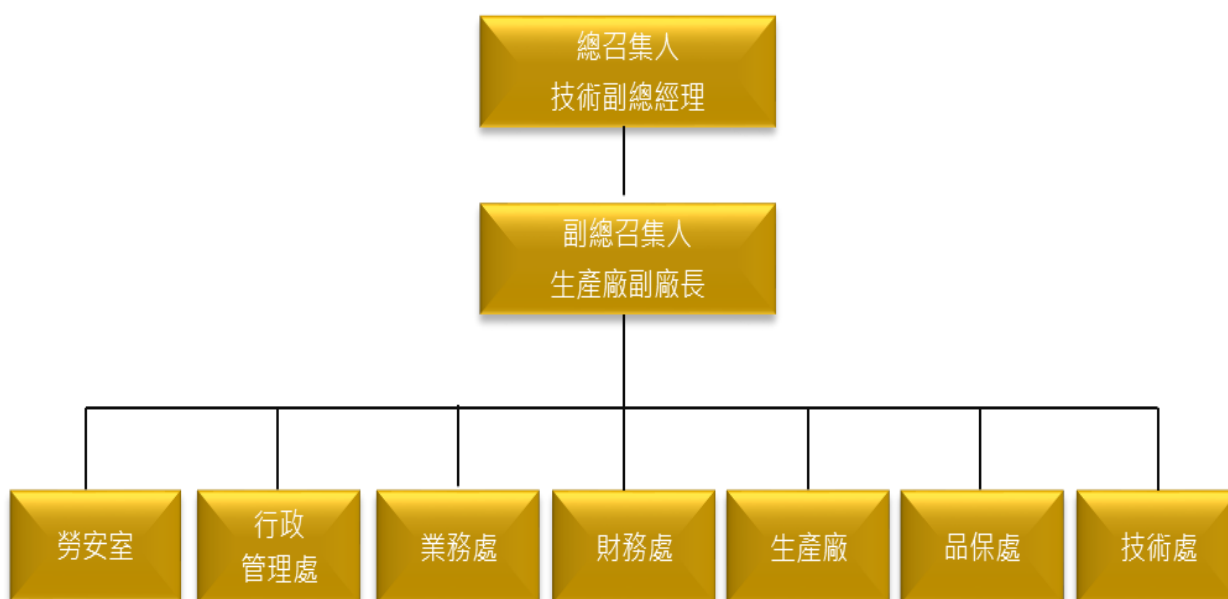 總召集人
技術副總經理
副總召集人
生產廠副廠長
勞安室
行政
管理處
業務處
財務處
生產廠
品保處
技術處